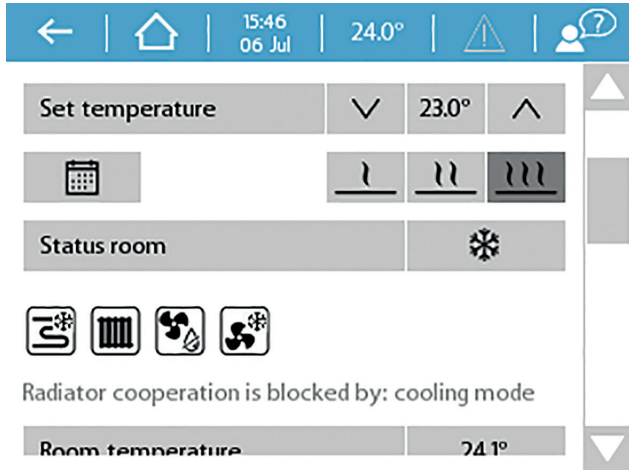 15:46
06 Jul
24.0°
?
Set temperature
23.0°
Status room
Radiator cooperation is blocked by: cooling mode
Room temperature
24.1°